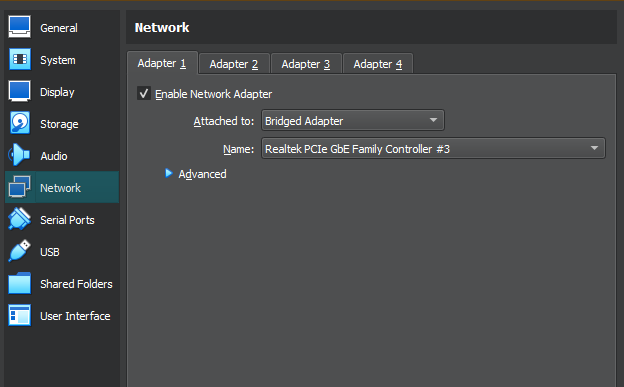 General
System
Display
Storage
Audio
Network
Serial Ports
USB
Shared Folders
User Interface
Network
Adapter 1 Adapter 2 Adapter 3 Adapter 4
Enable Network Adapter
Attached to: Bridged Adapter
Name: Realtek PCIe GbE Family Controller #3
Advanced